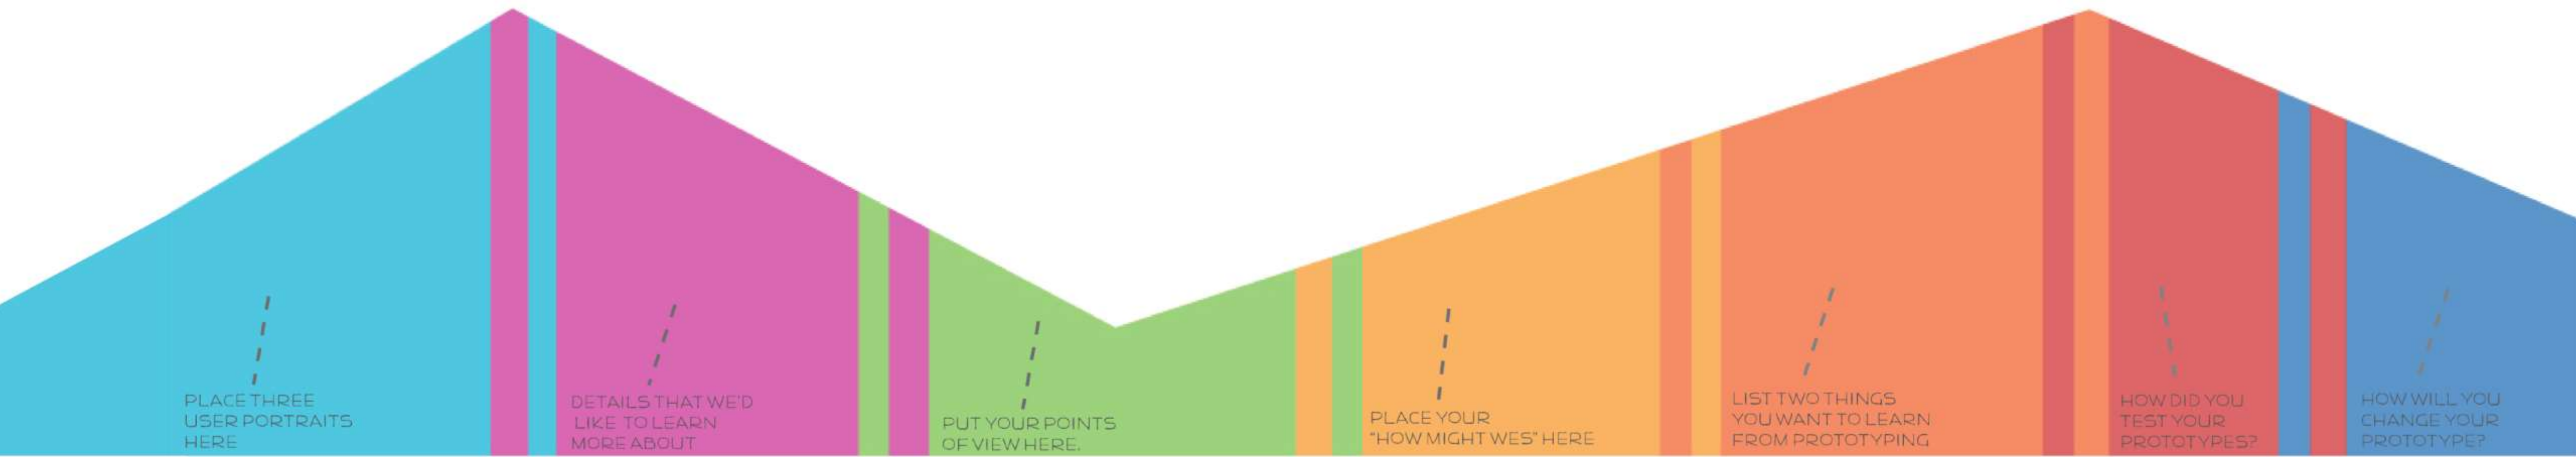 PLACE THREE
USER PORTRAITS
HERE
DETAILS THAT WE'D
LIKE TO LEARN
MORE ABOUT
PUT YOUR POINTS
OF VIEW HERE.
PLACE YOUR
"HOW MIGHT WES" HERE
LIST TWO THINGS
YOU WANT TO LEARN
FROM PROTOTYPING
HOW DID YOU
TEST YOUR
PROTOTYPES?
HOW WILL YOU
CHANGE YOUR
PROTOTYPE?